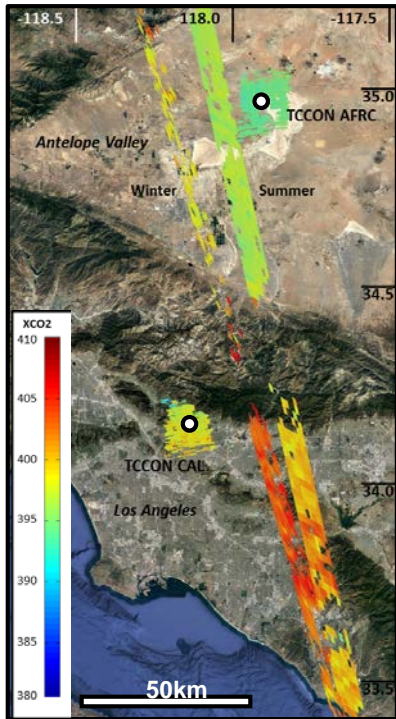 -118.5
118.0
-117.5
35.0
TCCON AFRC
Antelope Valley
Winter
Summer
34.5
XCO2
410
405
400
395
390
385
380
TCCON CAL.
34.0
Los Angeles
33.5
50km